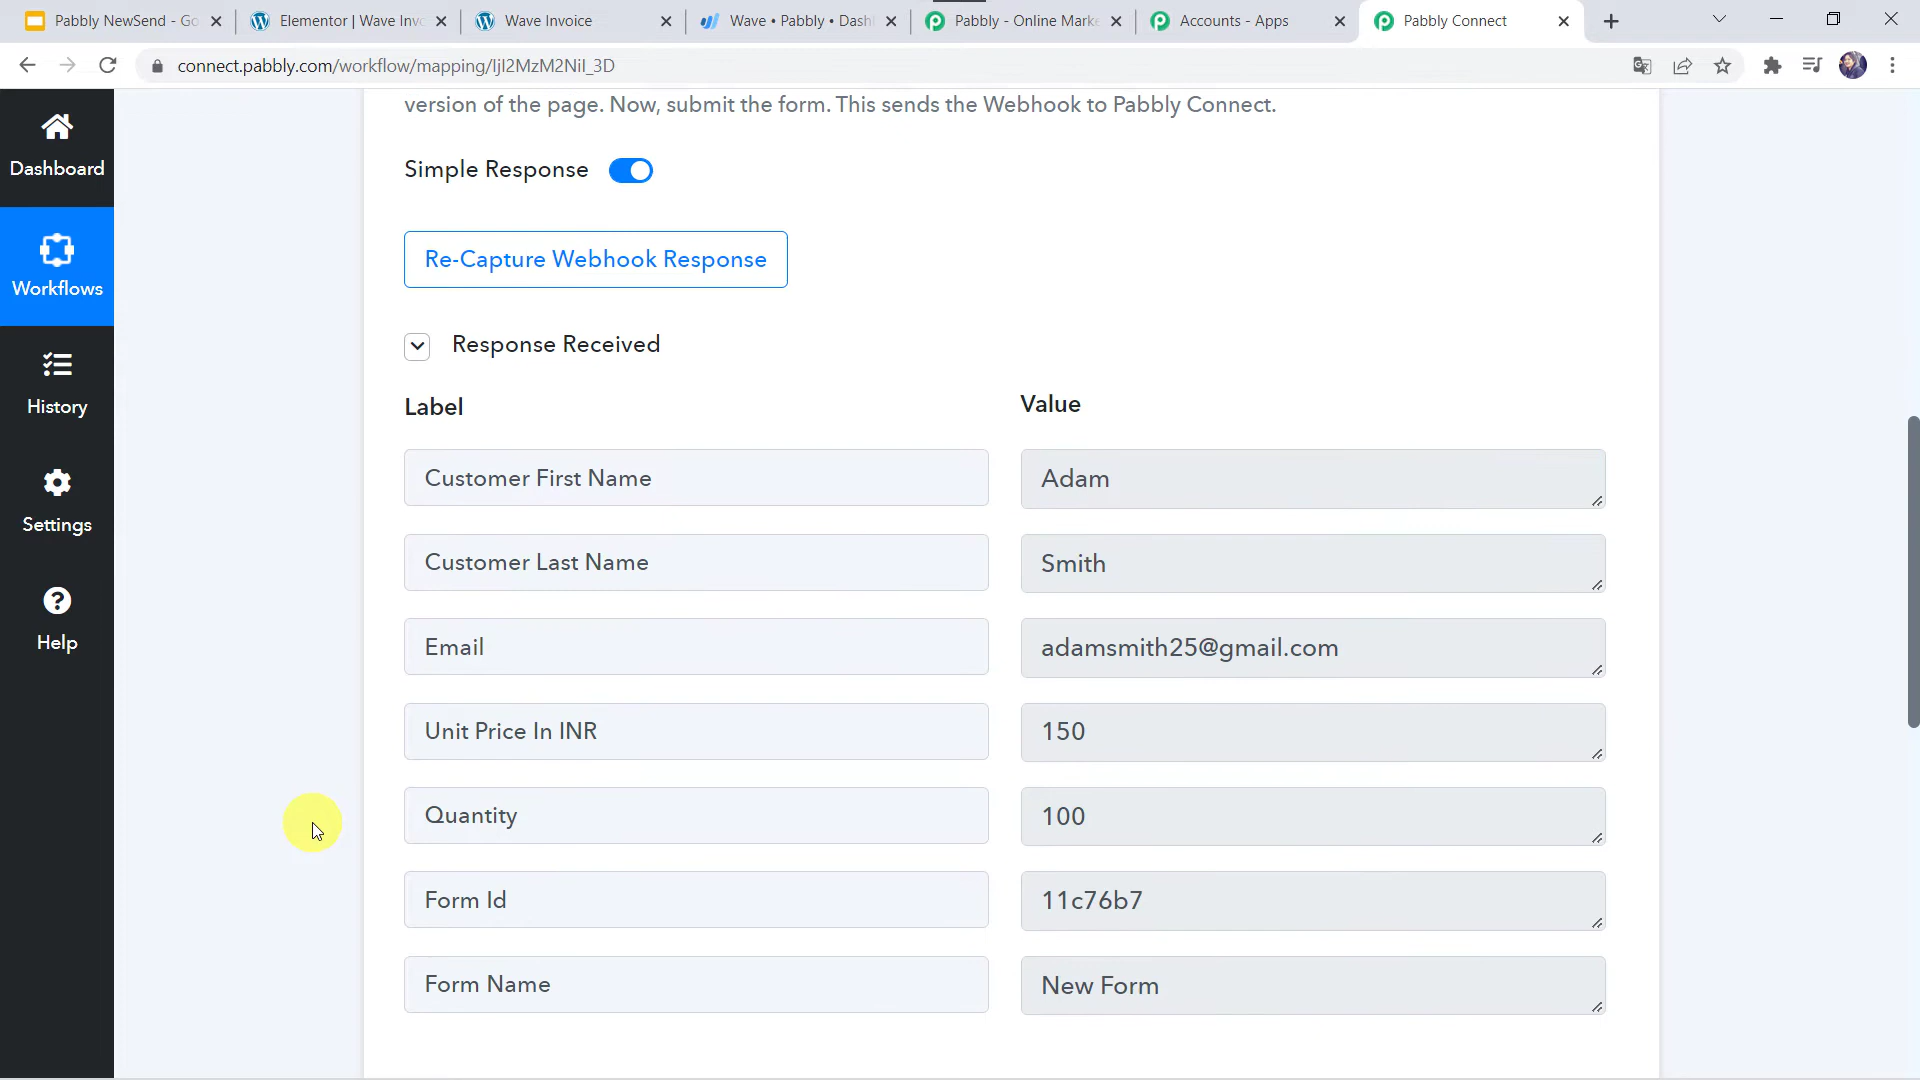 Pabbly NewSend - Go
Elementor | Wave Invo
Wave Invoice
Wave • Pabbly • Dash
Pabbly - Online Marke
Accounts - Apps
Pabbly Connect
connect.pabbly.com/workflow/mapping/IjI2MzM2NiI_3D
version of the page. Now, submit the form. This sends the Webhook to Pabbly Connect.
Dashboard
Simple Response
Re-Capture Webhook Response
Workflows
Response Received
History
Label
Value
Customer First Name
Adam
Settings
Customer Last Name
Smith
Help
Email
adamsmith25@gmail.com
Unit Price In INR
150
Quantity
100
Form Id
11c76b7
Form Name
New Form